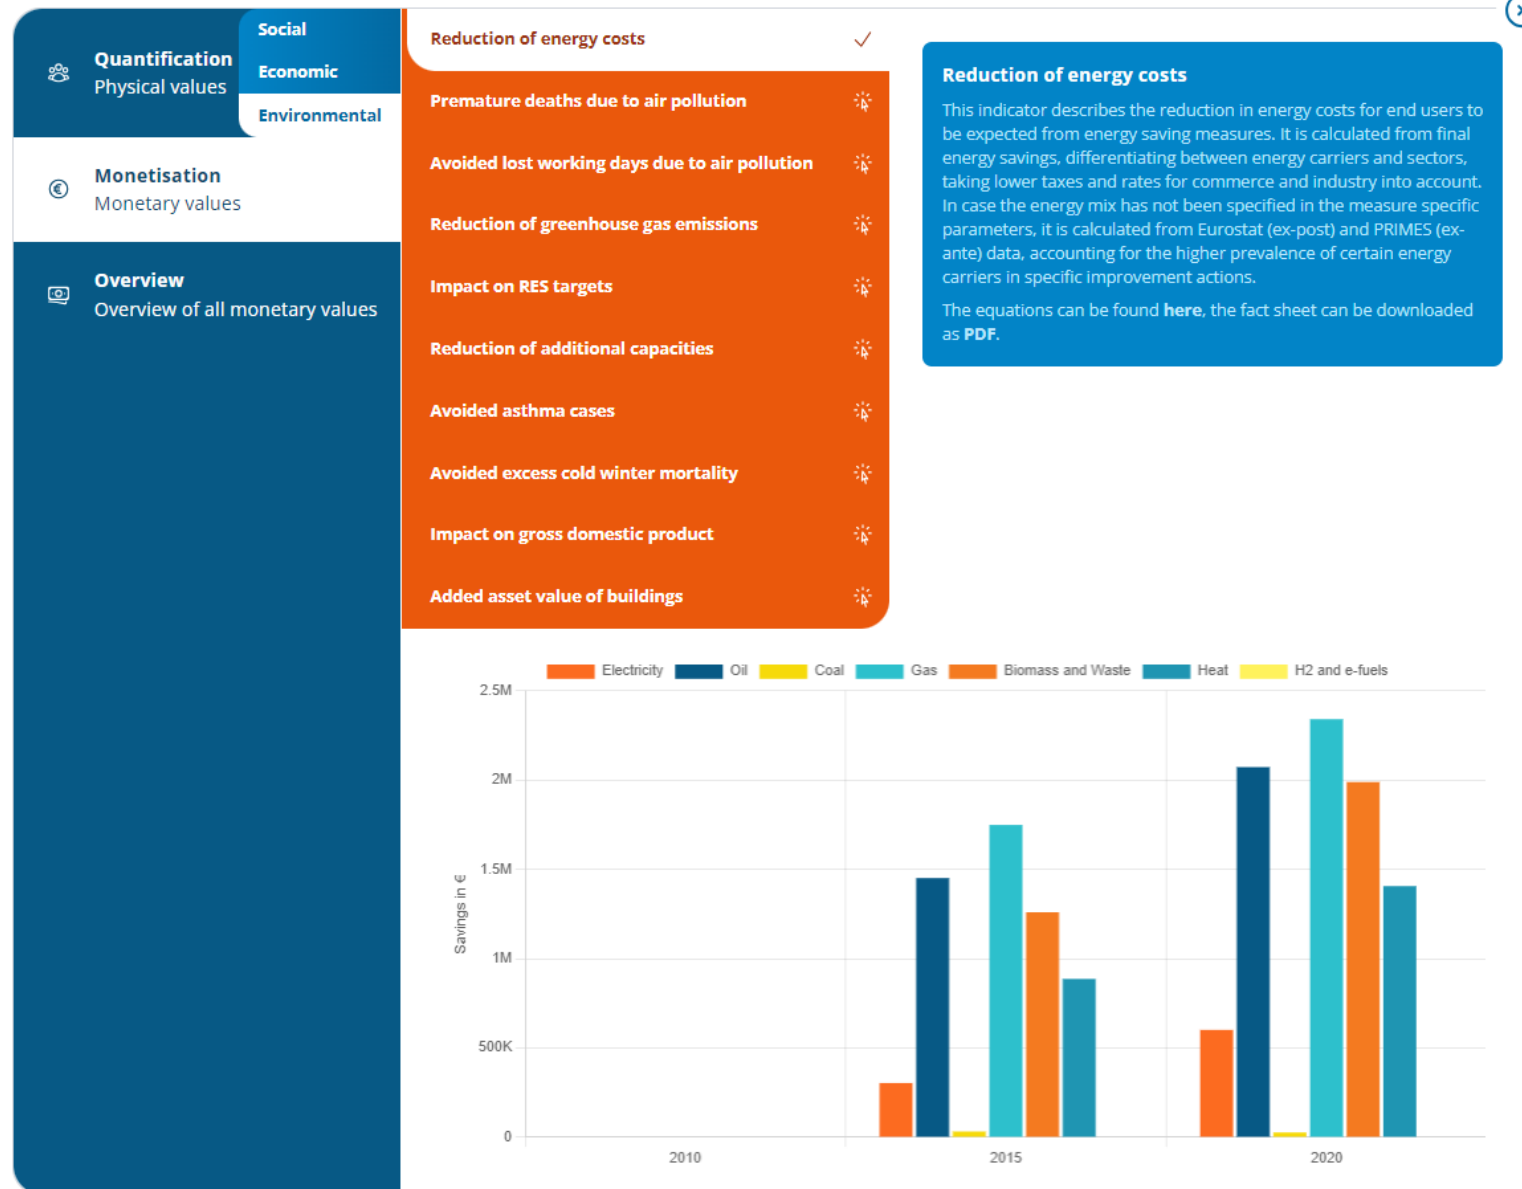 Quantification
Physical values
Social
Economic
Environmental
Monetisation
Monetary values
Overview
Overview of all monetary values
Reduction of energy costs
Premature deaths due to air pollution
Avoided lost working days due to air pollution
Reduction of greenhouse gas emissions
Impact on RES targets
Reduction of additional capacities
Avoided asthma cases
Avoided excess cold winter mortality
Impact on gross domestic product
Added asset value of buildings
Reduction of energy costs
This indicator describes the reduction in energy costs for end users to
be expected from energy saving measures. It is calculated from final
energy savings, differentiating between energy carriers and sectors,
taking lower taxes and rates for commerce and industry into account.
In case the energy mix has not been specified in the measure specific
parameters, it is calculated from Eurostat (ex-post) and PRIMES (ex-
ante) data, accounting for the higher prevalence of certain energy
carriers in specific improvement actions.
The equations can be found here, the fact sheet can be downloaded
as PDF.
Electricity Oil Coal Gas Biomass and Waste Heat H2 and e-fuels
Savings in €
2.5M
2M
1.5M
1M
500K
0
2010 2015 2020